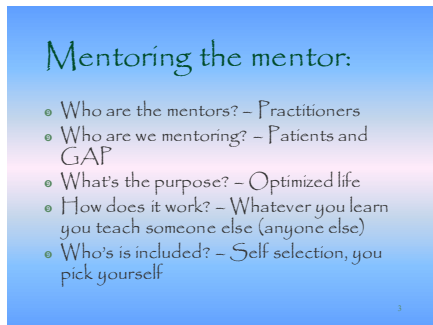 Mentoring the mentor:
Who are the mentors? – Practitioners
Who are we mentoring? – Patients and
GAP
What's the purpose? – Optimized life
How does it work? – Whatever you learn
you teach someone else (anyone else)
Who's is included? – Self selection, you
pick yourself
3